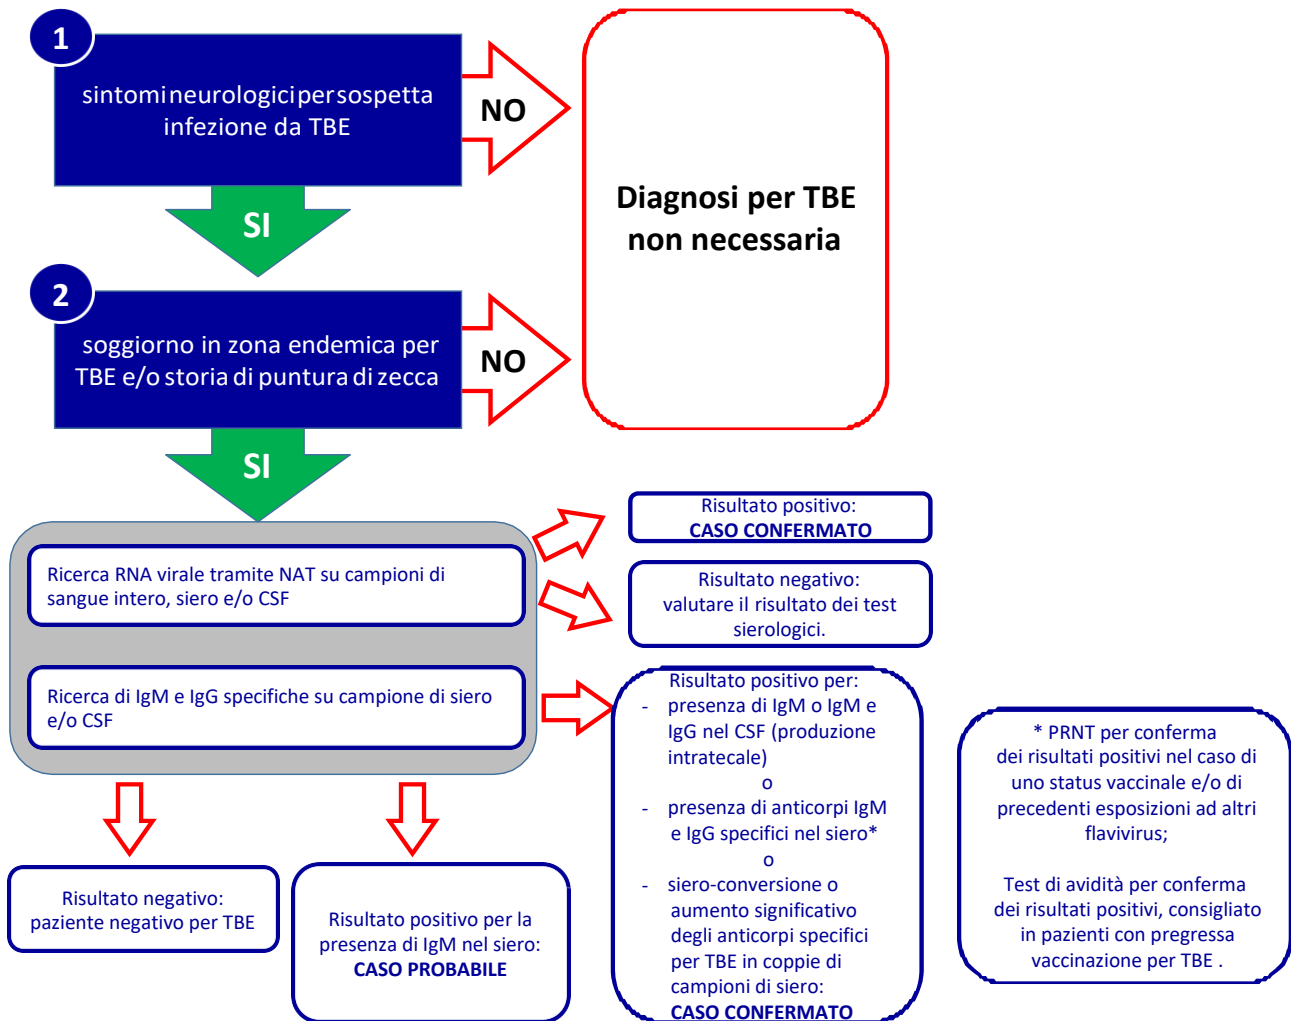 1
sintomi neurologici per sospetta
infezione da TBE
NO
SI
Diagnosi per TBE
non necessaria
2
soggiorno in zona endemica per
TBE e/o storia di puntura di zecca
NO
SI
Ricerca RNA virale tramite NAT su campioni di
sangue intero, siero e/o CSF
Risultato positivo:
CASO CONFERMATO
Risultato negativo:
valutare il risultato dei test
sierologici.
Ricerca di IgM e IgG specifiche su campione di siero
e/o CSF
Risultato positivo per:
- presenza di IgM o IgM e
IgG nel CSF (produzione
intratecale)
o
- presenza di anticorpi IgM
e IgG specifici nel siero*
o
- siero-conversione o
aumento significativo
degli anticorpi specifici
per TBE in coppie di
campioni di siero:
CASO CONFERMATO
* PRNT per conferma
dei risultati positivi nel caso di
uno status vaccinale e/o di
precedenti esposizioni ad altri
flavivirus;
Test di avidità per conferma
dei risultati positivi, consigliato
in pazienti con pregressa
vaccinazione per TBE .
Risultato negativo:
paziente negativo per TBE
Risultato positivo per la
presenza di IgM nel siero:
CASO PROBABILE